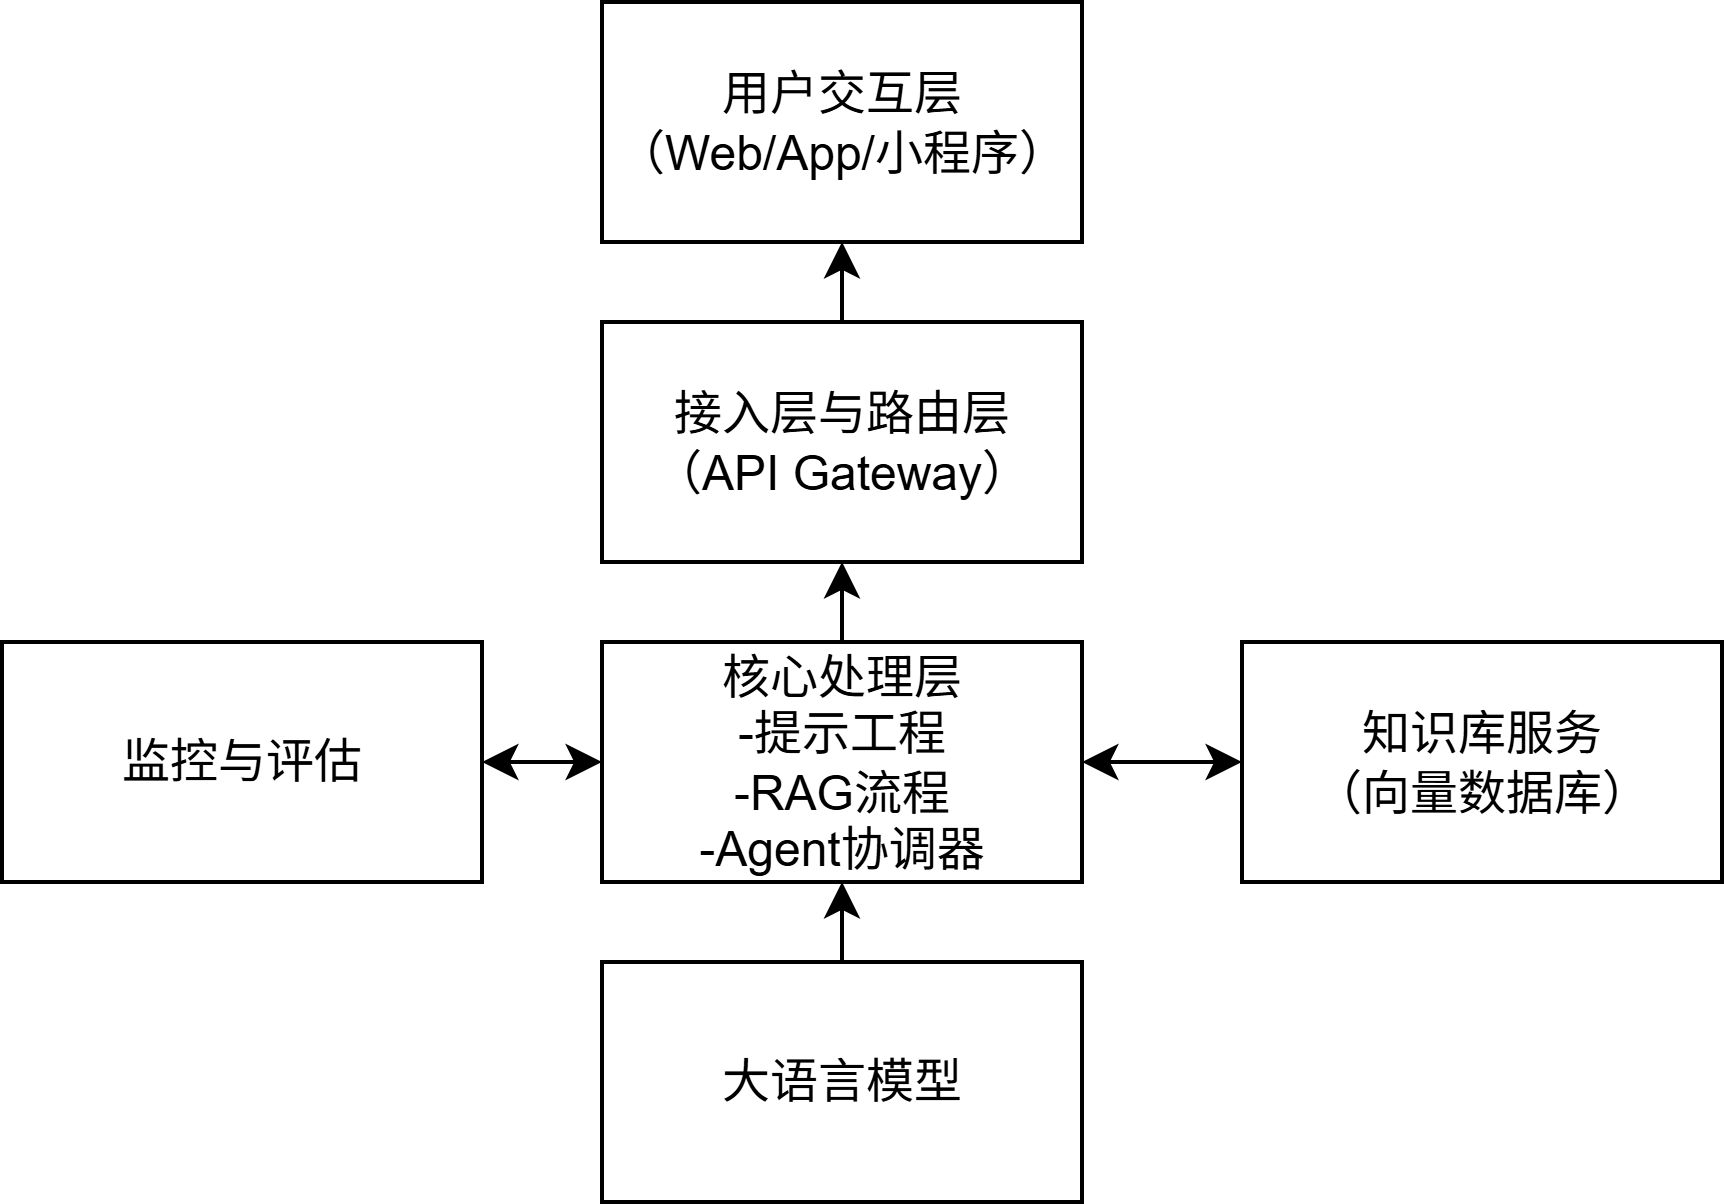 用户交互层
（Web/App/小程序）
接入层与路由层
（API Gateway）
监控与评估
核心处理层
-提示工程
-RAG流程
-Agent协调器
知识库服务
（向量数据库）
大语言模型